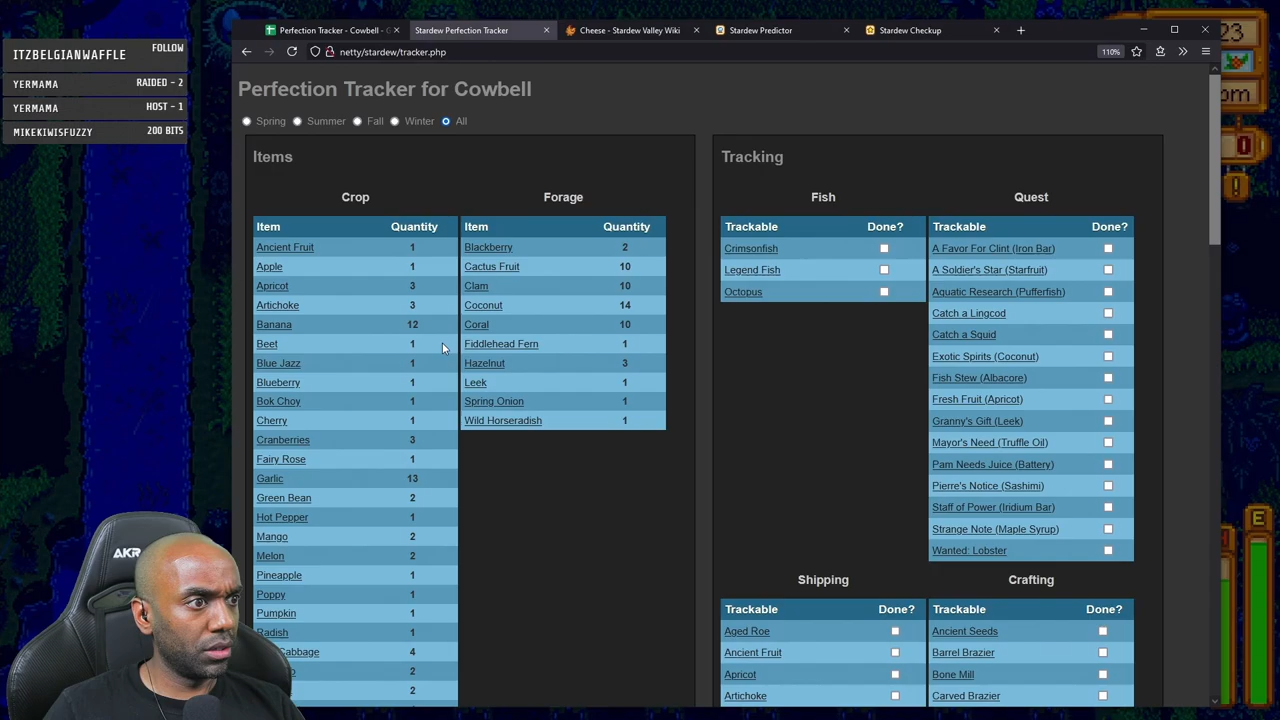 ITZBELGIANWAFFLE FOLLOW
YERMAMA RAIDED - 2
YERMAMA HOST - 1
MIKEKIWISFUZZY 200 BITS
Perfection Tracker - Cowbell -
Stardew Perfection Tracker
Cheese - Stardew Valley Wiki
Stardew Predictor
Stardew Checkup
netty/stardew/tracker.php
110%
Perfection Tracker for Cowbell
Spring Summer Fall Winter All
Items
Crop
Item Quantity
Ancient Fruit 1
Apple 1
Apricot 3
Artichoke 3
Banana 12
Beet 1
Blue Jazz 1
Blueberry 1
Bok Choy 1
Cherry 1
Cranberries 3
Fairy Rose 1
Garlic 13
Green Bean 2
Hot Pepper 1
Mango 2
Melon 2
Pineapple 1
Poppy 1
Pumpkin 1
Radish 1
Cabbage 4
2
2
Forage
Item Quantity
Blackberry 2
Cactus Fruit 10
Clam 10
Coconut 14
Coral 10
Fiddlehead Fern 1
Hazelnut 3
Leek 1
Spring Onion 1
Wild Horseradish 1
Tracking
Fish
Trackable Done?
Crimsonfish
Legend Fish
Octopus
Quest
Trackable Done?
A Favor For Clint (Iron Bar)
A Soldier's Star (Starfruit)
Aquatic Research (Pufferfish)
Catch a Lingcod
Catch a Squid
Exotic Spirits (Coconut)
Fish Stew (Albacore)
Fresh Fruit (Apricot)
Granny's Gift (Leek)
Mayor's Need (Truffle Oil)
Pam Needs Juice (Battery)
Pierre's Notice (Sashimi)
Staff of Power (Iridium Bar)
Strange Note (Maple Syrup)
Wanted: Lobster
Shipping
Trackable Done?
Aged Roe
Ancient Fruit
Apricot
Artichoke
Crafting
Trackable Done?
Ancient Seeds
Barrel Brazier
Bone Mill
Carved Brazier
23
om
0
E
AKR